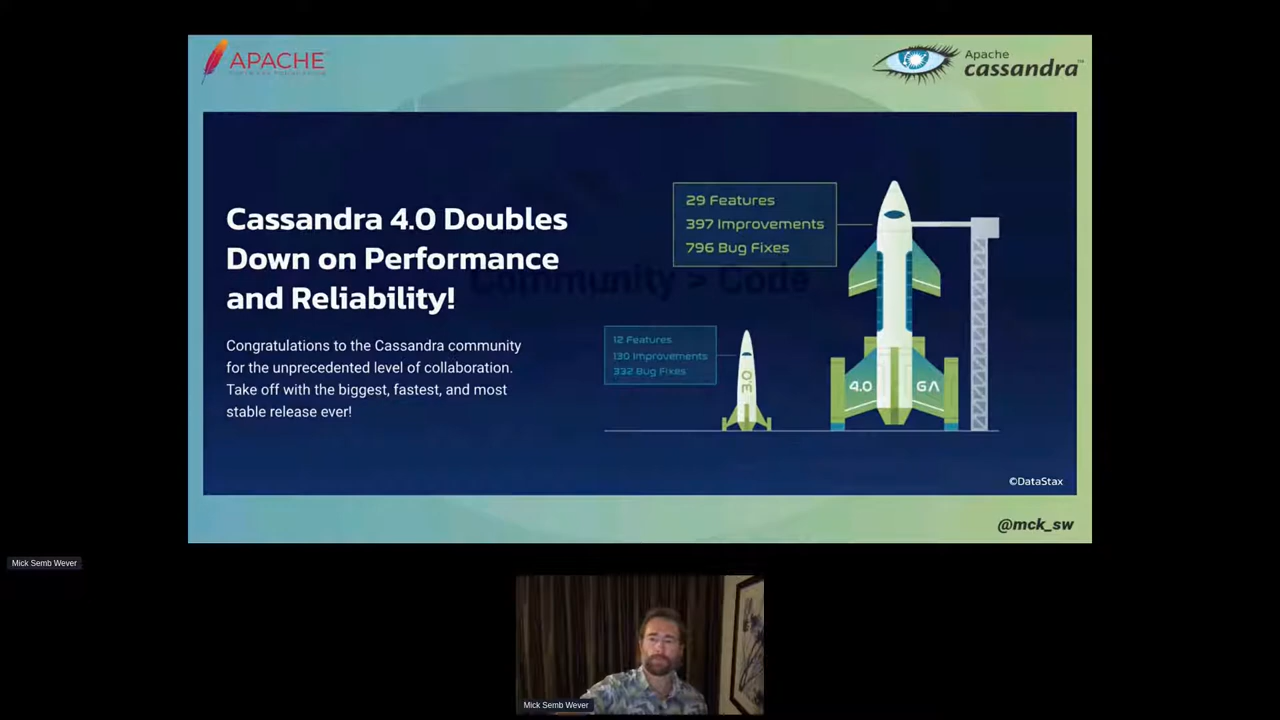 APACHE
Apache
cassandra
Cassandra 4.0 Doubles
Down on Performance
and Reliability!
Congratulations to the Cassandra community
for the unprecedented level of collaboration.
Take off with the biggest, fastest, and most
stable release ever!
29 Features
397 Improvements
796 Bug Fixes
Community > Code
12 Features
130 Improvements
332 Bug Fixes
3.0
4.0
GA
©DataStax
@mck_sw
Mick Semb Wever
Mick Semb Wever